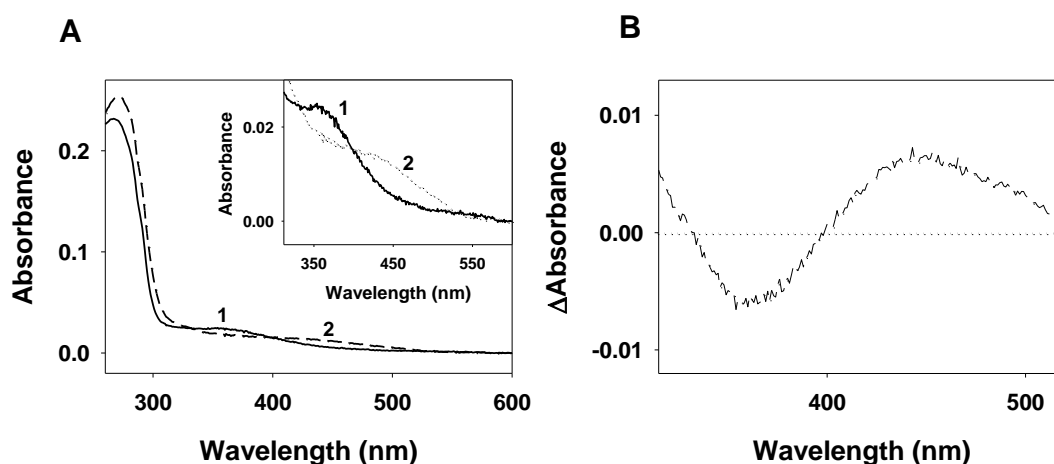 A
B
0.2
0.1
0.0
300
400
500
600
Absorbance
Wavelength (nm)
1
2
0.02
0.00
350
450
550
Absorbance
Wavelength (nm)
1
2
0.01
0.00
-0.01
400
500
ΔAbsorbance
Wavelength (nm)